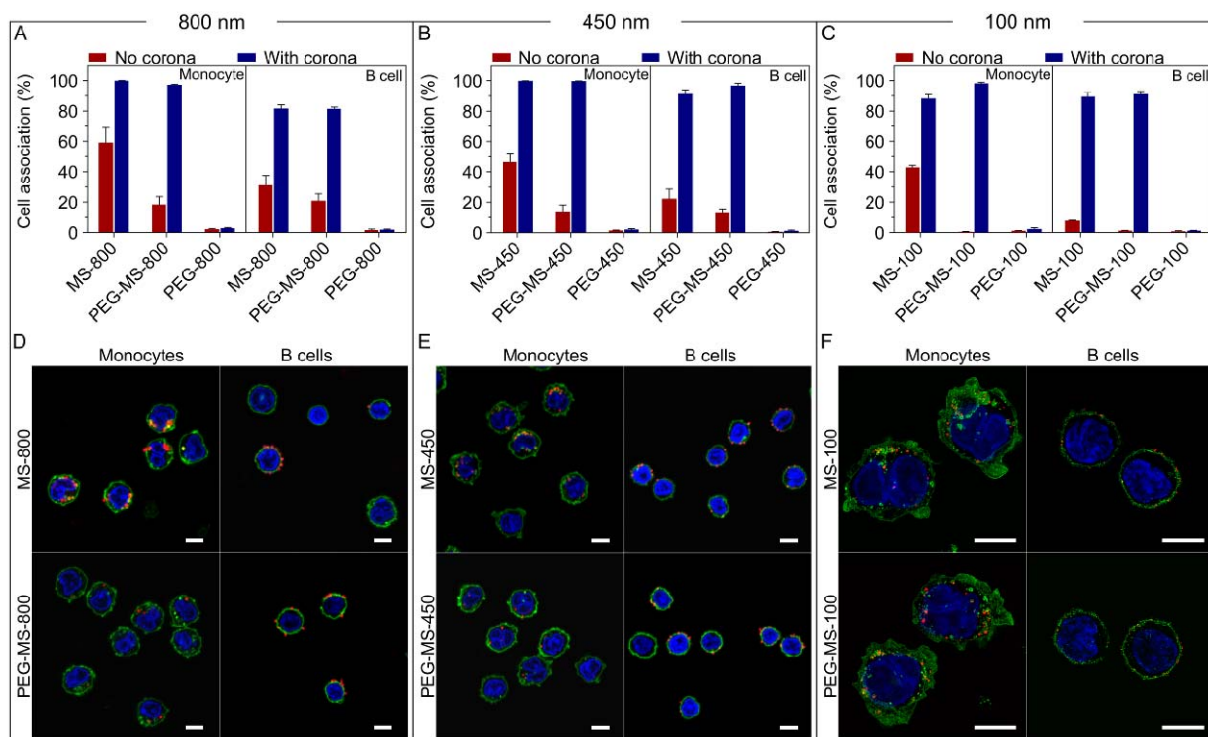 800 nm
450 nm
100 nm
A
No corona
With corona
Monocyte
B cell
Cell association (%)
100
80
60
40
20
0
MS-800
PEG-MS-800
PEG-800
MS-800
PEG-MS-800
PEG-800
B
No corona
With corona
Monocyte
B cell
Cell association (%)
100
80
60
40
20
0
MS-450
PEG-MS-450
PEG-450
MS-450
PEG-MS-450
PEG-450
C
No corona
With corona
Monocyte
B cell
Cell association (%)
100
80
60
40
20
0
MS-100
PEG-MS-100
PEG-100
MS-100
PEG-MS-100
PEG-100
D
Monocytes
B cells
MS-800
PEG-MS-800
E
Monocytes
B cells
MS-450
PEG-MS-450
F
Monocytes
B cells
MS-100
PEG-MS-100